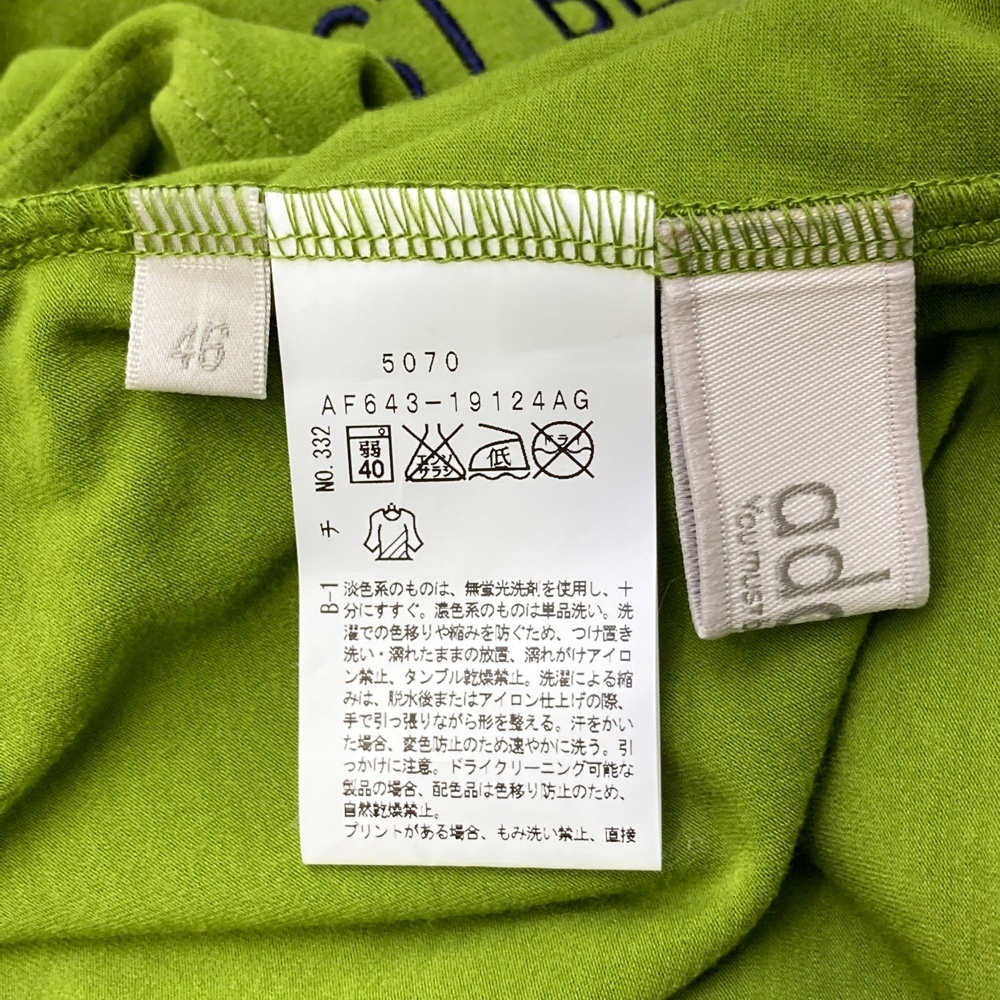 ST BE
46
5070
AF643-19124AG
NO.332
弱
40
エンソ
サラシ
低
ドライ
チ
B-1
淡色系のものは、無蛍光洗剤を使用し、十
分にすすぐ。濃色系のものは単品洗い。洗
濯での色移りや縮みを防ぐため、つけ置き
洗い・濡れたままの放置、濡れがけアイロ
ン禁止、タンブル乾燥禁止。洗濯による縮
みは、脱水後またはアイロン仕上げの際、
手で引っ張りながら形を整える。汗をかい
た場合、変色防止のため速やかに洗う。引
っかけに注意。ドライクリーニング可能な
製品の場合、配色品は色移り防止のため、
自然乾燥禁止。
プリントがある場合、もみ洗い禁止、直接
ad
You must